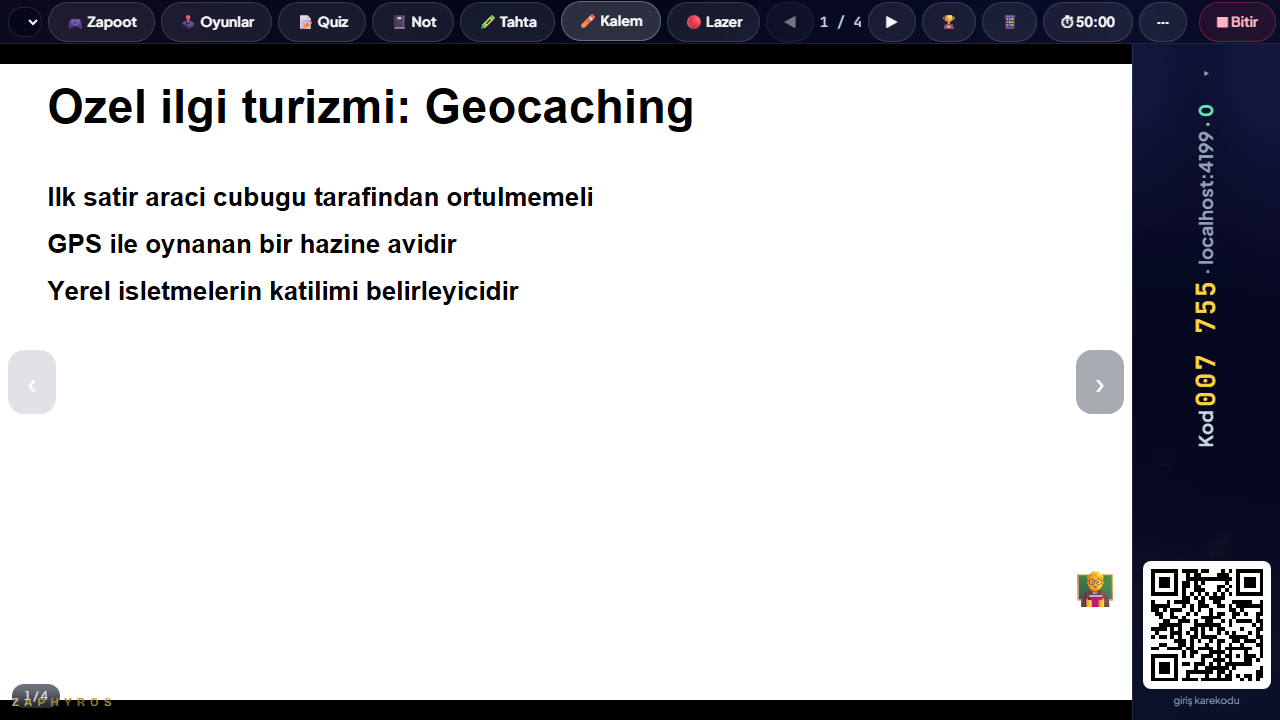 Zapoot Oyunlar Quiz Not Tahta Kalem Lazer ◀ 1 / 4 ▶ 50:00 --- Bitir
Ozel ilgi turizmi: Geocaching
Ilk satir araci cubugu tarafindan ortulmemeli
GPS ile oynanan bir hazine avidir
Yerel isletmelerin katilimi belirleyicidir
‹ ›
Kod 007 755 · localhost:4199 · 0
giriş karekodu
1/4
ZAPHYROS